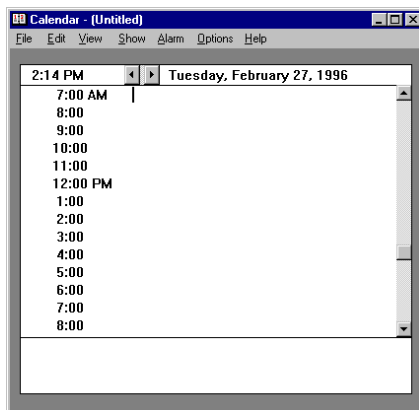 Calendar - (Untitled)
File Edit View Show Alarm Options Help
2:14 PM Tuesday, February 27, 1996
7:00 AM
8:00
9:00
10:00
11:00
12:00 PM
1:00
2:00
3:00
4:00
5:00
6:00
7:00
8:00